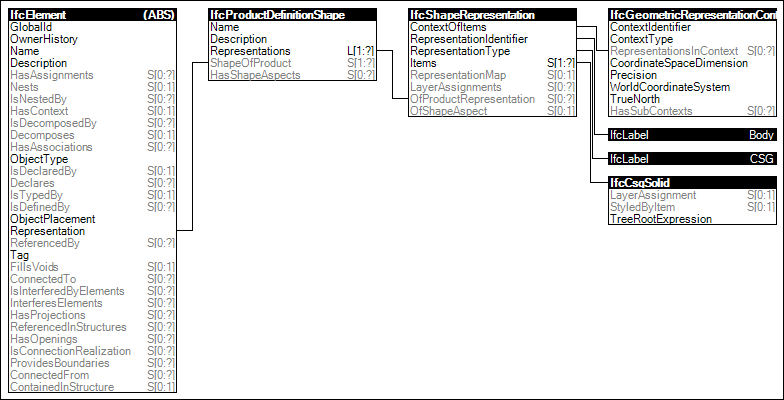 IfcElement (ABS)
GlobalId
OwnerHistory
Name
Description
HasAssignments S[0:?]
Nests S[0:1]
IsNestedBy S[0:?]
HasContext S[0:1]
IsDecomposedBy S[0:?]
Decomposes S[0:1]
HasAssociations S[0:?]
ObjectType
IsDeclaredBy S[0:1]
Declares S[0:?]
IsTypedBy S[0:1]
IsDefinedBy S[0:?]
ObjectPlacement
Representation
ReferencedBy S[0:?]
Tag
FillsVoids S[0:1]
ConnectedTo S[0:?]
IsInterferedByElements S[0:?]
InterferesElements S[0:?]
HasProjections S[0:?]
ReferencedInStructures S[0:?]
HasOpenings S[0:?]
IsConnectionRealization S[0:?]
ProvidesBoundaries S[0:?]
ConnectedFrom S[0:?]
ContainedInStructure S[0:1]
IfcProductDefinitionShape
Name
Description
Representations L[1:?]
ShapeOfProduct S[1:?]
HasShapeAspects S[0:?]
IfcShapeRepresentation
ContextOfItems
RepresentationIdentifier
RepresentationType
Items S[1:?]
RepresentationMap S[0:1]
LayerAssignments S[0:?]
OfProductRepresentation S[0:?]
OfShapeAspect S[0:1]
IfcGeometricRepresentationCon
ContextIdentifier
ContextType
RepresentationsInContext S[0:?]
CoordinateSpaceDimension
Precision
WorldCoordinateSystem
TrueNorth
HasSubContexts S[0:?]
IfcLabel Body
IfcLabel CSG
IfcCsgSolid
LayerAssignment S[0:1]
StyledByItem S[0:1]
TreeRootExpression